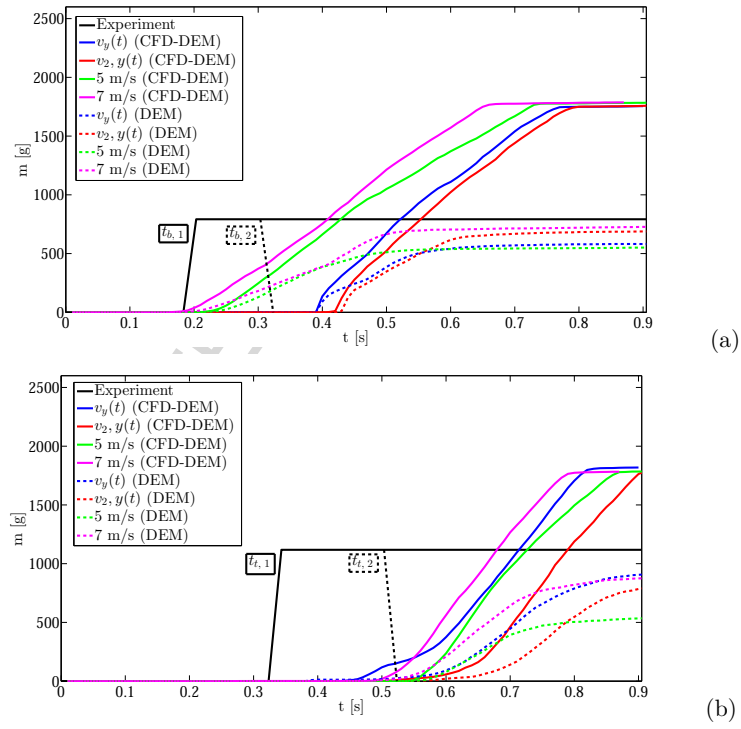 2500
2000
1500
1000
500
0
m [g]
Experiment
v_y(t) (CFD-DEM)
v_2, y(t) (CFD-DEM)
5 m/s (CFD-DEM)
7 m/s (CFD-DEM)
v_y(t) (DEM)
v_2, y(t) (DEM)
5 m/s (DEM)
7 m/s (DEM)
t_b, 1
t_b, 2
0 0.1 0.2 0.3 0.4 0.5 0.6 0.7 0.8 0.9
t [s]
(a)
2500
2000
1500
1000
500
0
m [g]
Experiment
v_y(t) (CFD-DEM)
v_2, y(t) (CFD-DEM)
5 m/s (CFD-DEM)
7 m/s (CFD-DEM)
v_y(t) (DEM)
v_2, y(t) (DEM)
5 m/s (DEM)
7 m/s (DEM)
t_t, 1
t_t, 2
0 0.1 0.2 0.3 0.4 0.5 0.6 0.7 0.8 0.9
t [s]
(b)